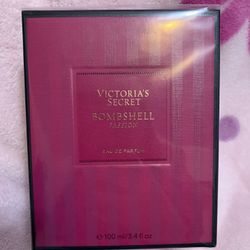 VICTORIA'S
SECRET
BOMBSHELL
PASSION
EAU DE PARFUM
e 100 ml/3.4 fl oz